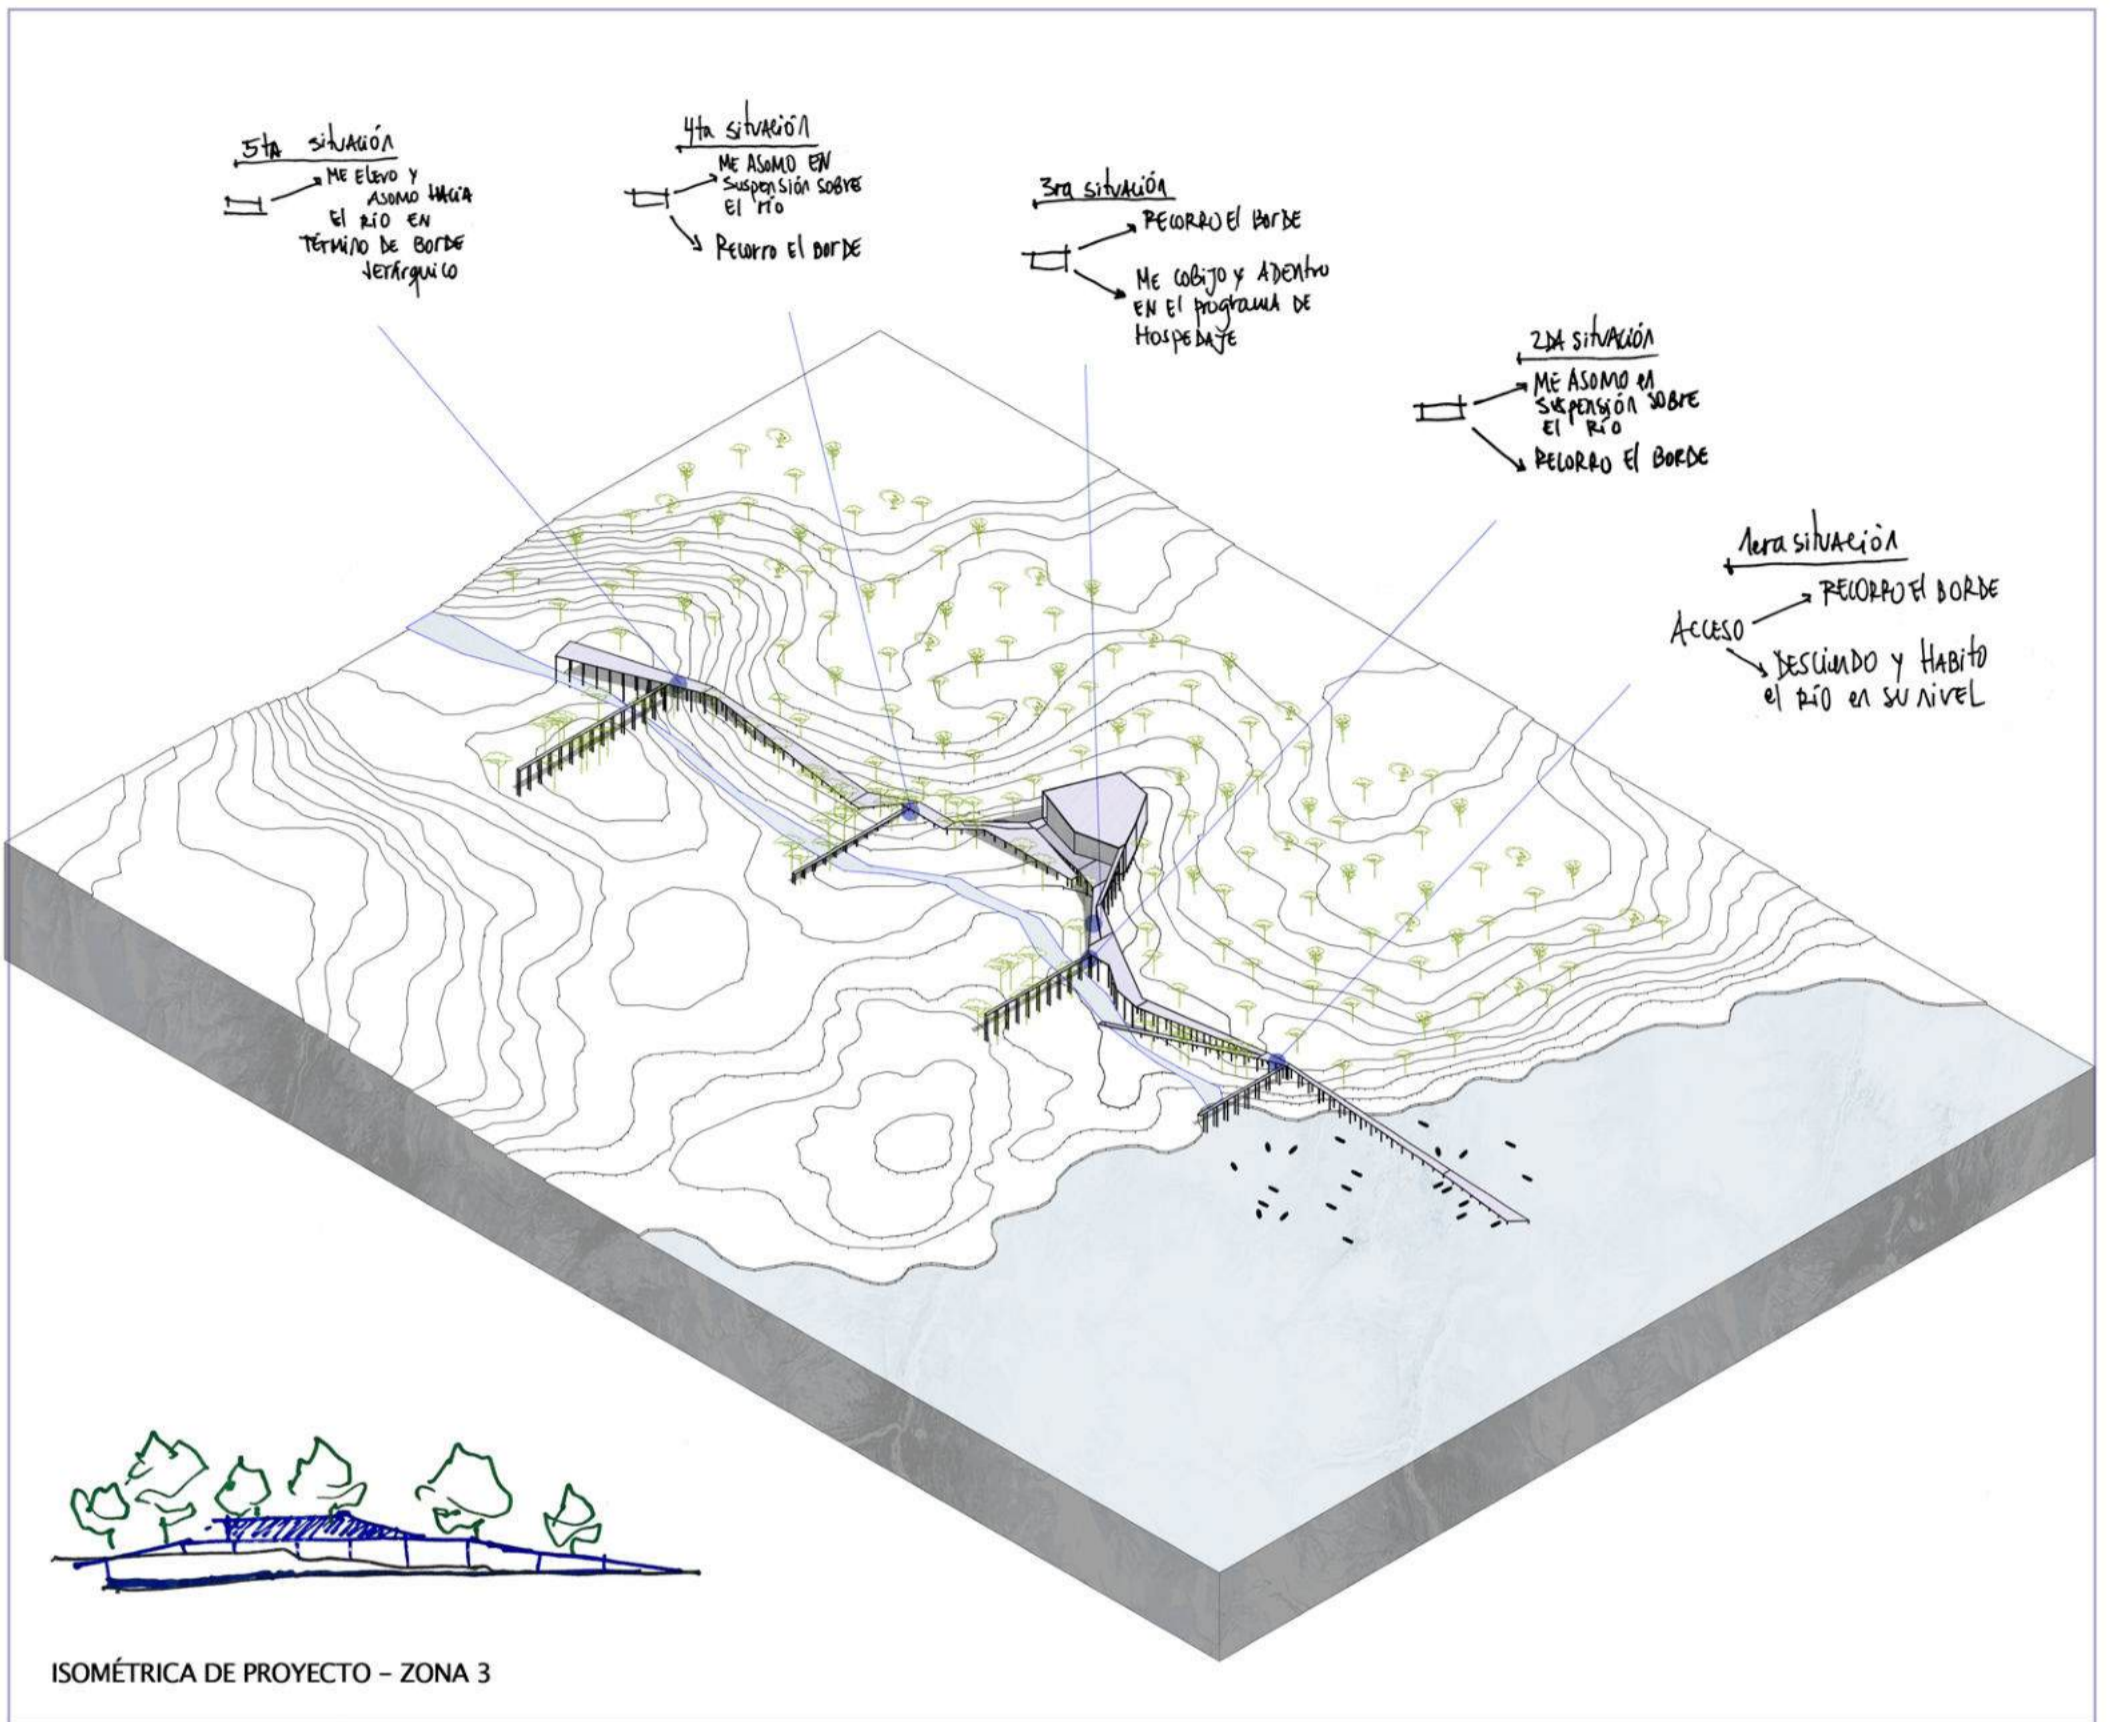 5ta situación
ME ElEVO Y
ASOMO HACIA
El RÍO EN
TÉRMINO DE BORDE
JERÁRQUICO
4ta situación
ME ASOMO EN
SUSPENSIÓN SOBRE
El RÍO
Recorro El BORDE
3ra situación
RECORRO El BORDE
ME COBIJO Y ADENTRO
EN El programa DE
HOSPEDAJE
2DA situación
ME ASOMO en
SUSPENSIÓN SOBRE
El RÍO
RECORRO El BORDE
1era situación
RECORRO El BORDE
ACCESO
DESCIENDO Y HABITO
el RÍO en SU NIVEL
ISOMÉTRICA DE PROYECTO – ZONA 3